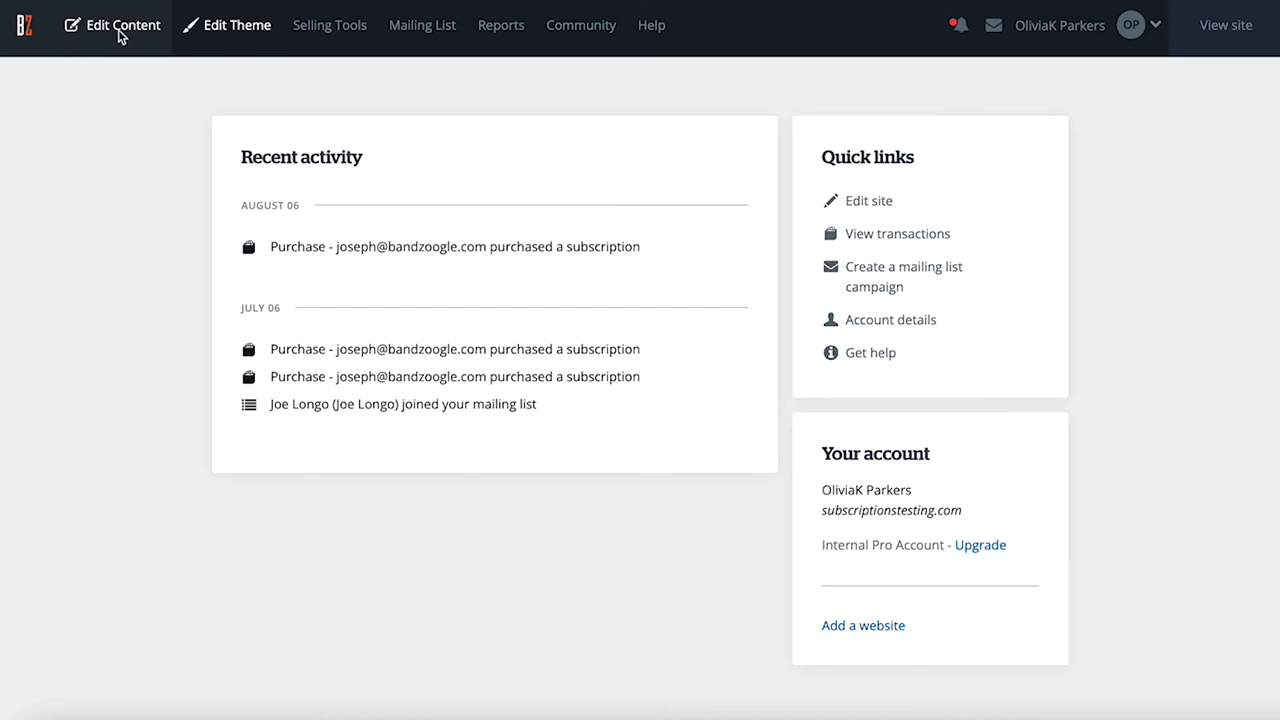 BZ Edit Content Edit Theme Selling Tools Mailing List Reports Community Help OliviaK Parkers OP View site
Recent activity
AUGUST 06
Purchase - joseph@bandzoogle.com purchased a subscription
JULY 06
Purchase - joseph@bandzoogle.com purchased a subscription
Purchase - joseph@bandzoogle.com purchased a subscription
Joe Longo (Joe Longo) joined your mailing list
Quick links
Edit site
View transactions
Create a mailing list
campaign
Account details
Get help
Your account
OliviaK Parkers
subscriptionstesting.com
Internal Pro Account - Upgrade
Add a website